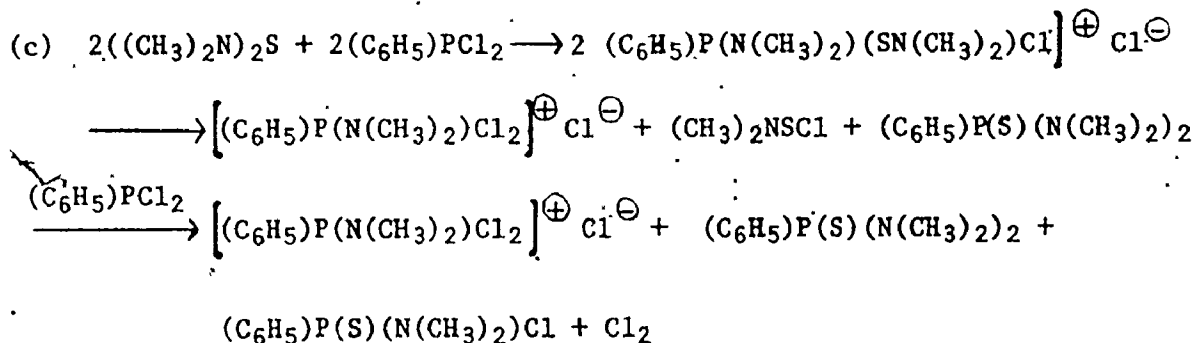 (c) 2((CH3)2N)2S + 2(C6H5)PCl2 ⟶ 2 (C6H5)P(N(CH3)2)(SN(CH3)2)Cl]⊕ Cl⊖
⟶ [(C6H5)P(N(CH3)2)Cl2]⊕ Cl⊖ + (CH3)2NSCl + (C6H5)P(S)(N(CH3)2)2
(C6H5)PCl2
⟶ [(C6H5)P(N(CH3)2)Cl2]⊕ Cl⊖ + (C6H5)P(S)(N(CH3)2)2 +
(C6H5)P(S)(N(CH3)2)Cl + Cl2